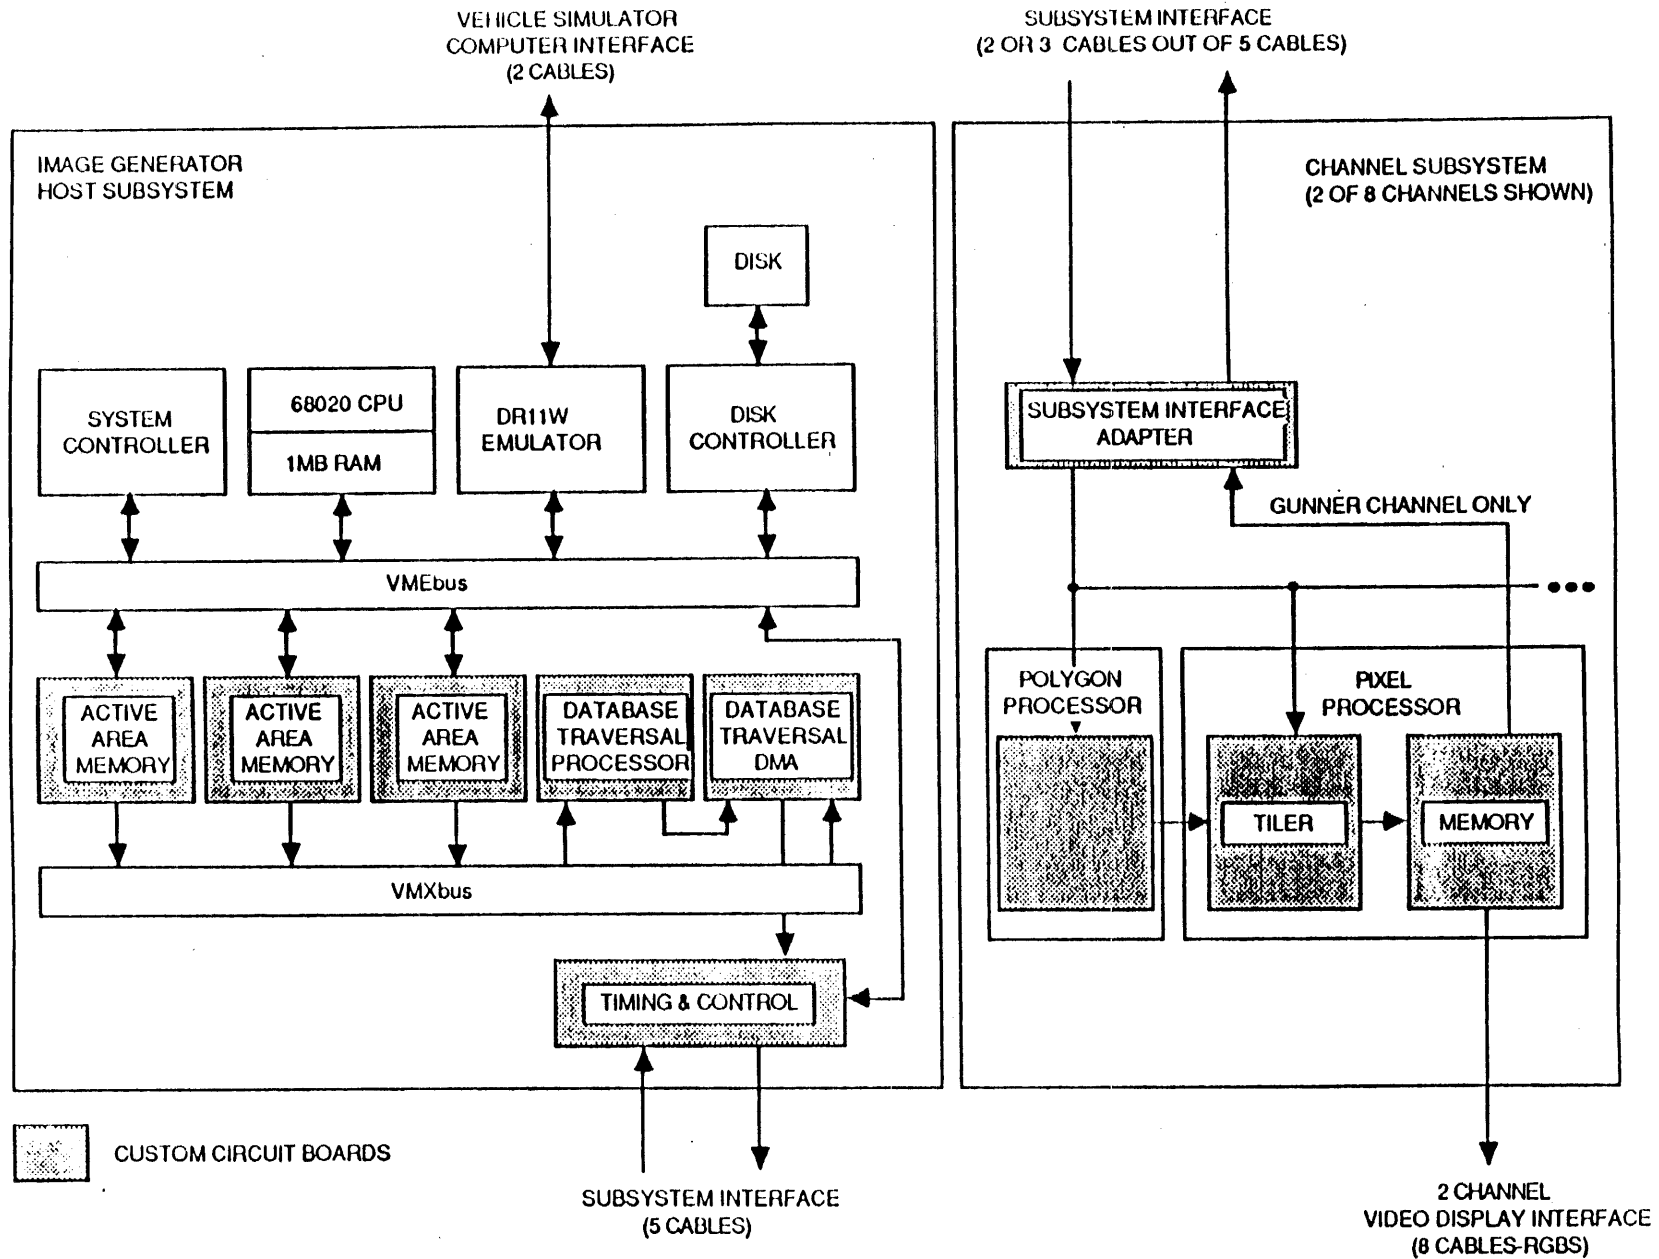 VEHICLE SIMULATOR
COMPUTER INTERFACE
(2 CABLES)
SUBSYSTEM INTERFACE
(2 OR 3 CABLES OUT OF 5 CABLES)
IMAGE GENERATOR
HOST SUBSYSTEM
CHANNEL SUBSYSTEM
(2 OF 8 CHANNELS SHOWN)
DISK
SYSTEM
CONTROLLER
68020 CPU
1MB RAM
DR11W
EMULATOR
DISK
CONTROLLER
SUBSYSTEM INTERFACE
ADAPTER
GUNNER CHANNEL ONLY
VMEbus
ACTIVE
AREA
MEMORY
ACTIVE
AREA
MEMORY
ACTIVE
AREA
MEMORY
DATABASE
TRAVERSAL
PROCESSOR
DATABASE
TRAVERSAL
DMA
POLYGON
PROCESSOR
PIXEL
PROCESSOR
TILER
MEMORY
VMXbus
TIMING & CONTROL
CUSTOM CIRCUIT BOARDS
SUBSYSTEM INTERFACE
(5 CABLES)
2 CHANNEL
VIDEO DISPLAY INTERFACE
(8 CABLES-RGBS)